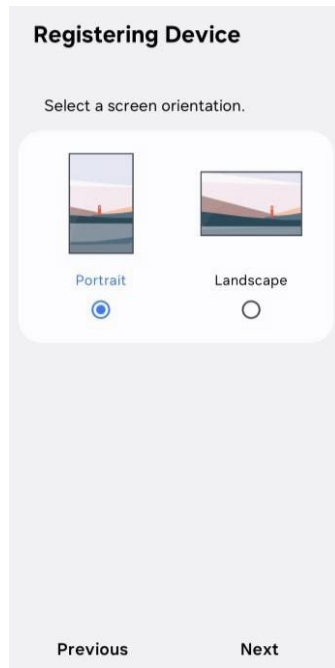 Registering Device
Select a screen orientation.
Portrait Landscape
Previous Next